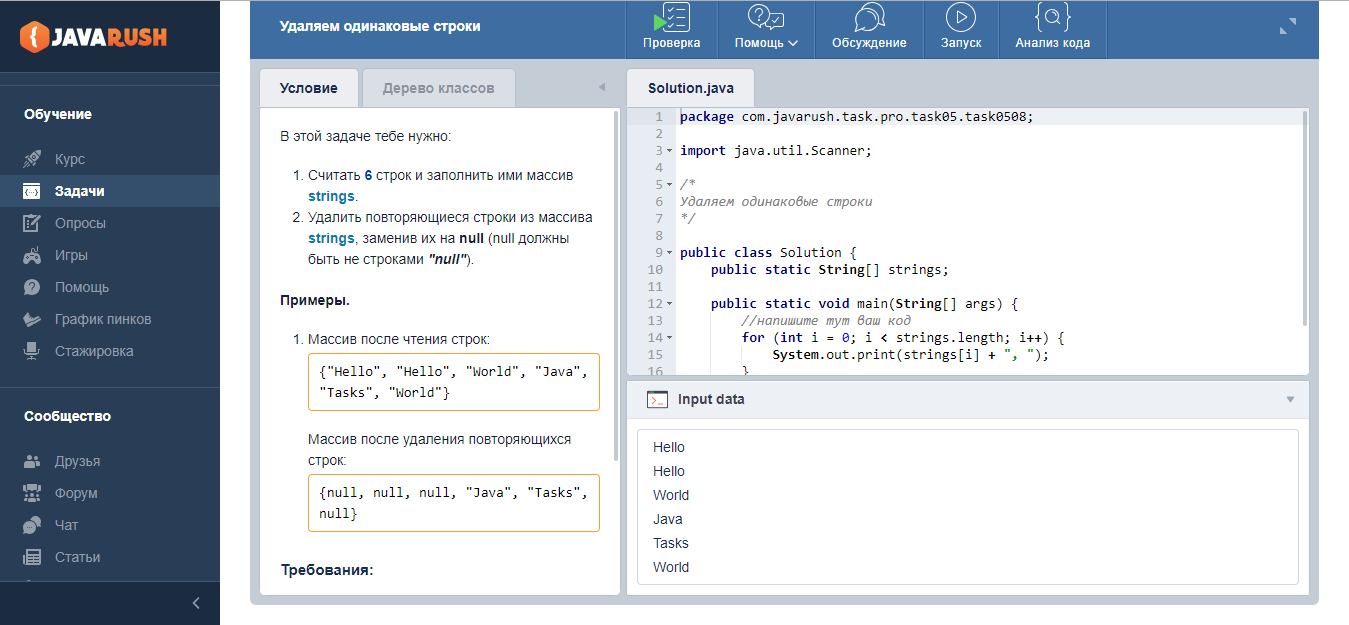 JAVARUSH
Обучение
Курс
Задачи
Опросы
Игры
Помощь
График пинков
Стажировка
Сообщество
Друзья
Форум
Чат
Статьи
Удаляем одинаковые строки
Проверка
Помощь
Обсуждение
Запуск
Анализ кода
Условие
Дерево классов
В этой задаче тебе нужно:
1. Считать 6 строк и заполнить ими массив
strings.
2. Удалить повторяющиеся строки из массива
strings, заменив их на null (null должны
быть не строками "null").
Примеры.
1. Массив после чтения строк:
{"Hello", "Hello", "World", "Java",
"Tasks", "World"}
Массив после удаления повторяющихся
строк:
{null, null, null, "Java", "Tasks",
null}
Требования:
Solution.java
1 package com.javarush.task.pro.task05.task0508;
2
3 import java.util.Scanner;
4
5 /*
6 Удаляем одинаковые строки
7 */
8
9 public class Solution {
10 public static String[] strings;
11
12 public static void main(String[] args) {
13 //напишите тут ваш код
14 for (int i = 0; i < strings.length; i++) {
15 System.out.print(strings[i] + ", ");
16 }
Input data
Hello
Hello
World
Java
Tasks
World